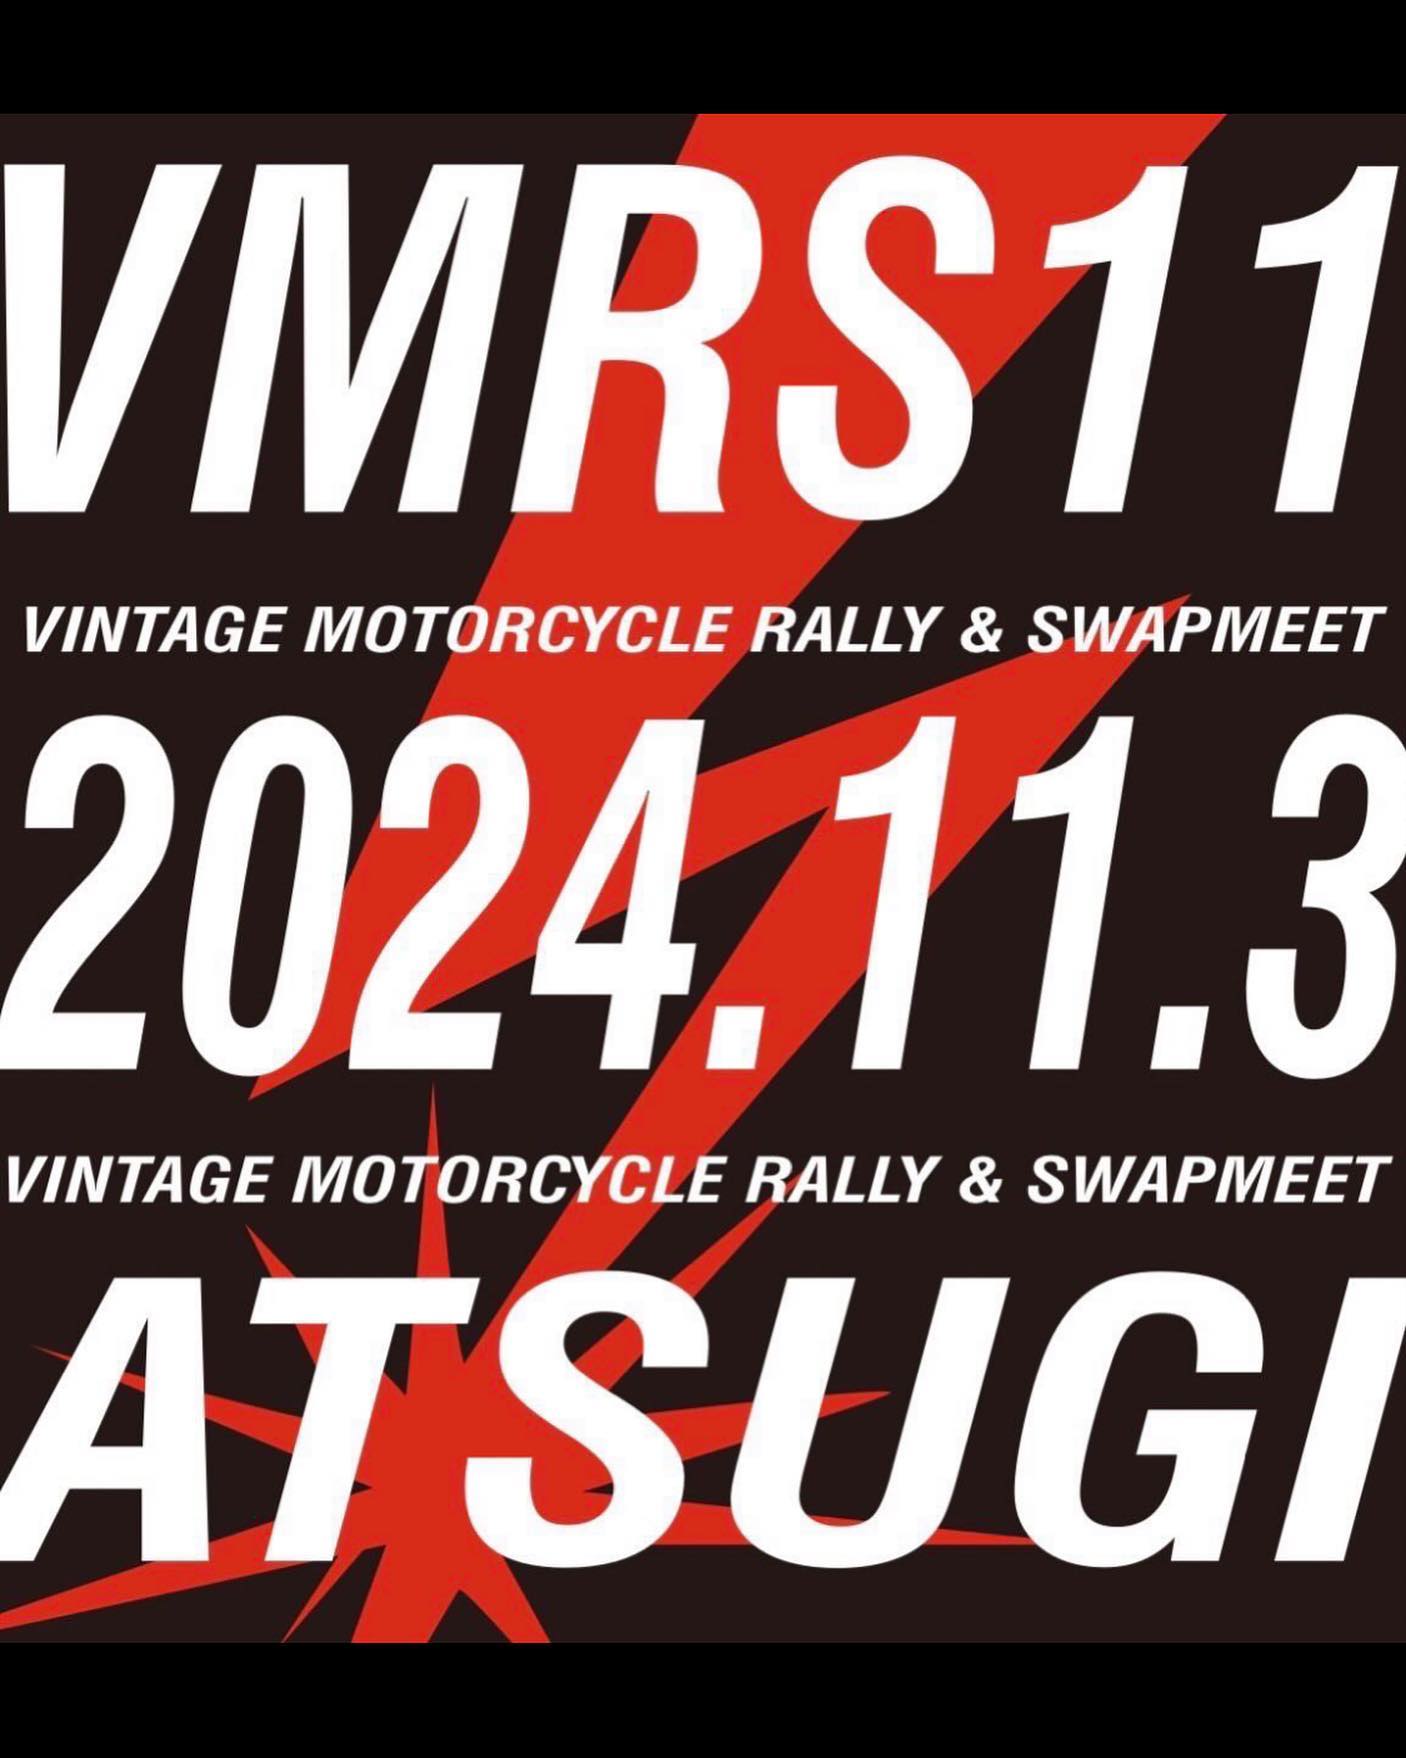 VMRS11
VINTAGE MOTORCYCLE RALLY & SWAPMEET
2024.11.3
VINTAGE MOTORCYCLE RALLY & SWAPMEET
ATSUGI